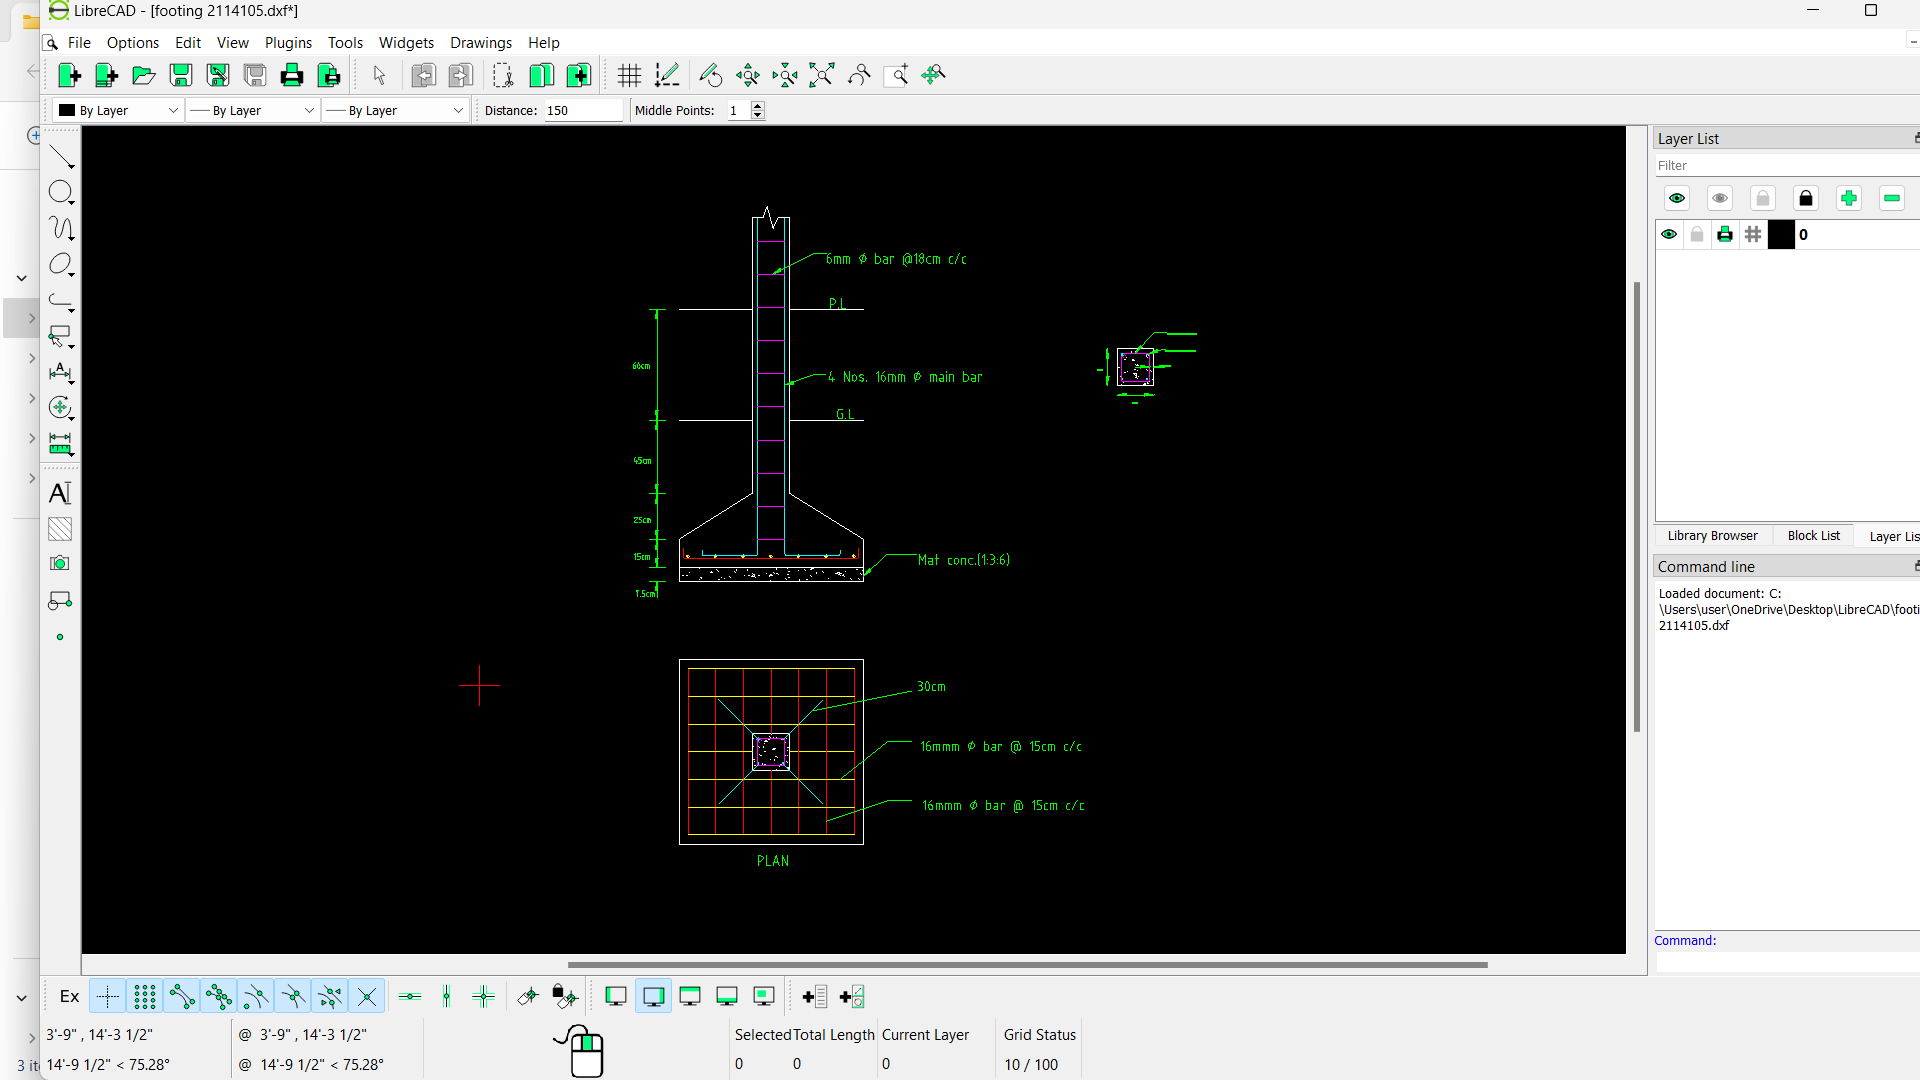 LibreCAD - [footing 2114105.dxf*]
File Options Edit View Plugins Tools Widgets Drawings Help
By Layer By Layer By Layer Distance: 150 Middle Points: 1
Layer List
Filter
0
6mm Φ bar @18cm c/c
P.L
60cm
4 Nos. 16mm Φ main bar
G.L
45cm
25cm
15cm
Mat conc.(1:3:6)
7.5cm
30cm
16mmm Φ bar @ 15cm c/c
16mmm Φ bar @ 15cm c/c
PLAN
Library Browser Block List Layer Lis
Command line
Loaded document: C:
\Users\user\OneDrive\Desktop\LibreCAD\footi
2114105.dxf
Command:
Ex
3'-9" , 14'-3 1/2" @ 3'-9" , 14'-3 1/2" Selected Total Length Current Layer Grid Status
3 it 14'-9 1/2" < 75.28° @ 14'-9 1/2" < 75.28° 0 0 0 10 / 100